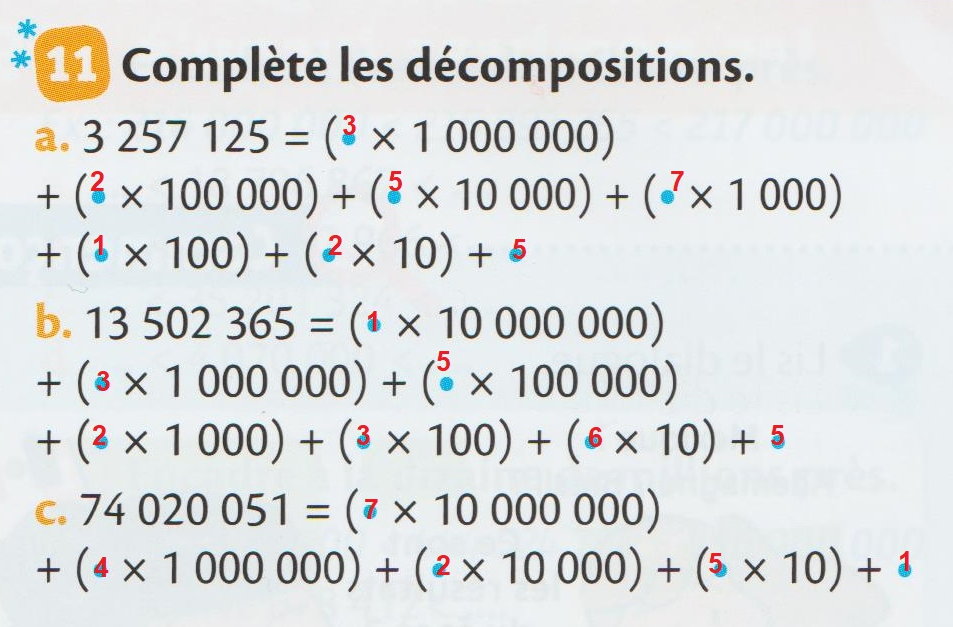 **
11 Complète les décompositions.
a. 3 257 125 = (3 × 1 000 000)
+ (2 × 100 000) + (5 × 10 000) + (7 × 1 000)
+ (1 × 100) + (2 × 10) + 5
b. 13 502 365 = (1 × 10 000 000)
+ (3 × 1 000 000) + (5 × 100 000)
+ (2 × 1 000) + (3 × 100) + (6 × 10) + 5
c. 74 020 051 = (7 × 10 000 000)
+ (4 × 1 000 000) + (2 × 10 000) + (5 × 10) + 1